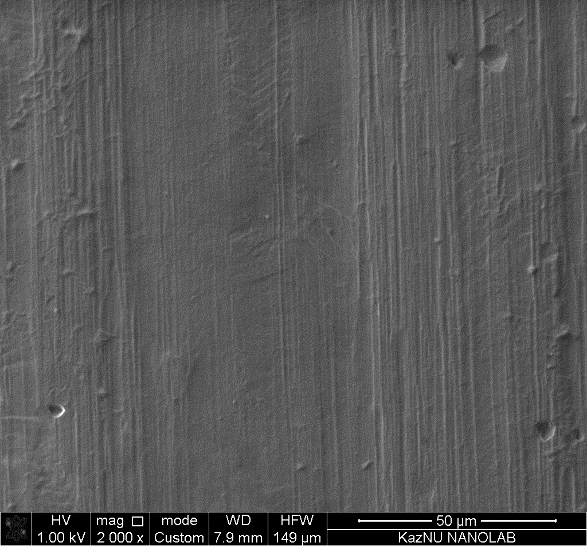 HV
mag
mode
WD
HFW
50 µm
1.00 kV
2 000 x
Custom
7.9 mm
149 µm
KazNU NANOLAB